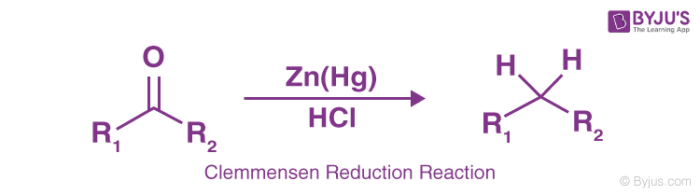 BYJU'S
The Learning App
O
R1
R2
Zn(Hg)
HCl
H
H
R1
R2
Clemmensen Reduction Reaction
© Byjus.com